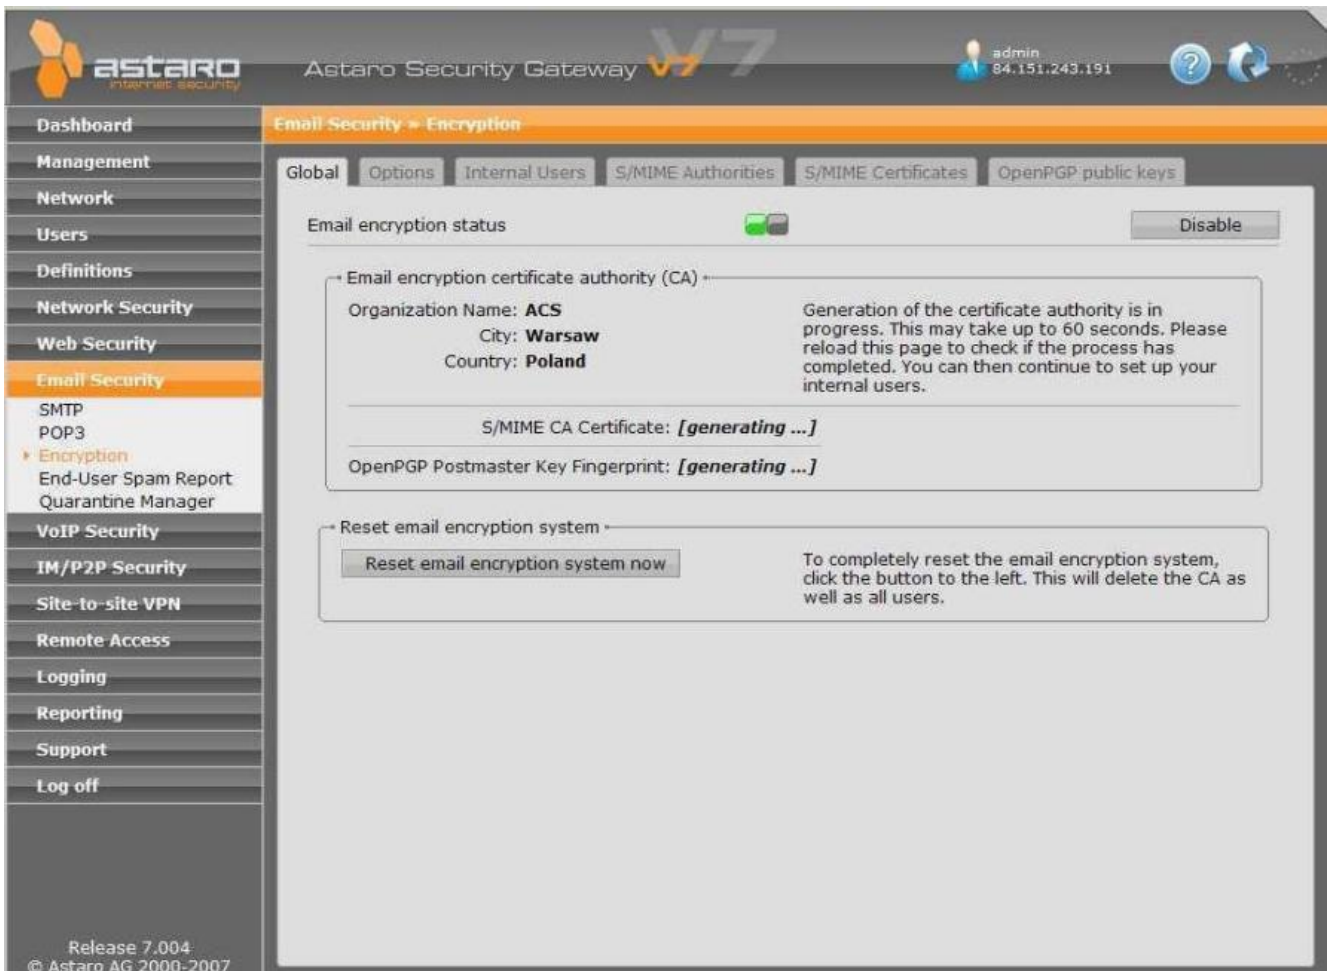 astaro
internet security
Astaro Security Gateway V7
V7
admin
84.151.243.191
?
Dashboard
Management
Network
Users
Definitions
Network Security
Web Security
Email Security
SMTP
POP3
Encryption
End-User Spam Report
Quarantine Manager
VoIP Security
IM/P2P Security
Site-to-site VPN
Remote Access
Logging
Reporting
Support
Log off
Release 7.004
© Astaro AG 2000-2007
Email Security » Encryption
Global Options Internal Users S/MIME Authorities S/MIME Certificates OpenPGP public keys
Email encryption status
Disable
Email encryption certificate authority (CA)
Organization Name: ACS
City: Warsaw
Country: Poland
Generation of the certificate authority is in
progress. This may take up to 60 seconds. Please
reload this page to check if the process has
completed. You can then continue to set up your
internal users.
S/MIME CA Certificate: [generating ...]
OpenPGP Postmaster Key Fingerprint: [generating ...]
Reset email encryption system
Reset email encryption system now
To completely reset the email encryption system,
click the button to the left. This will delete the CA as
well as all users.